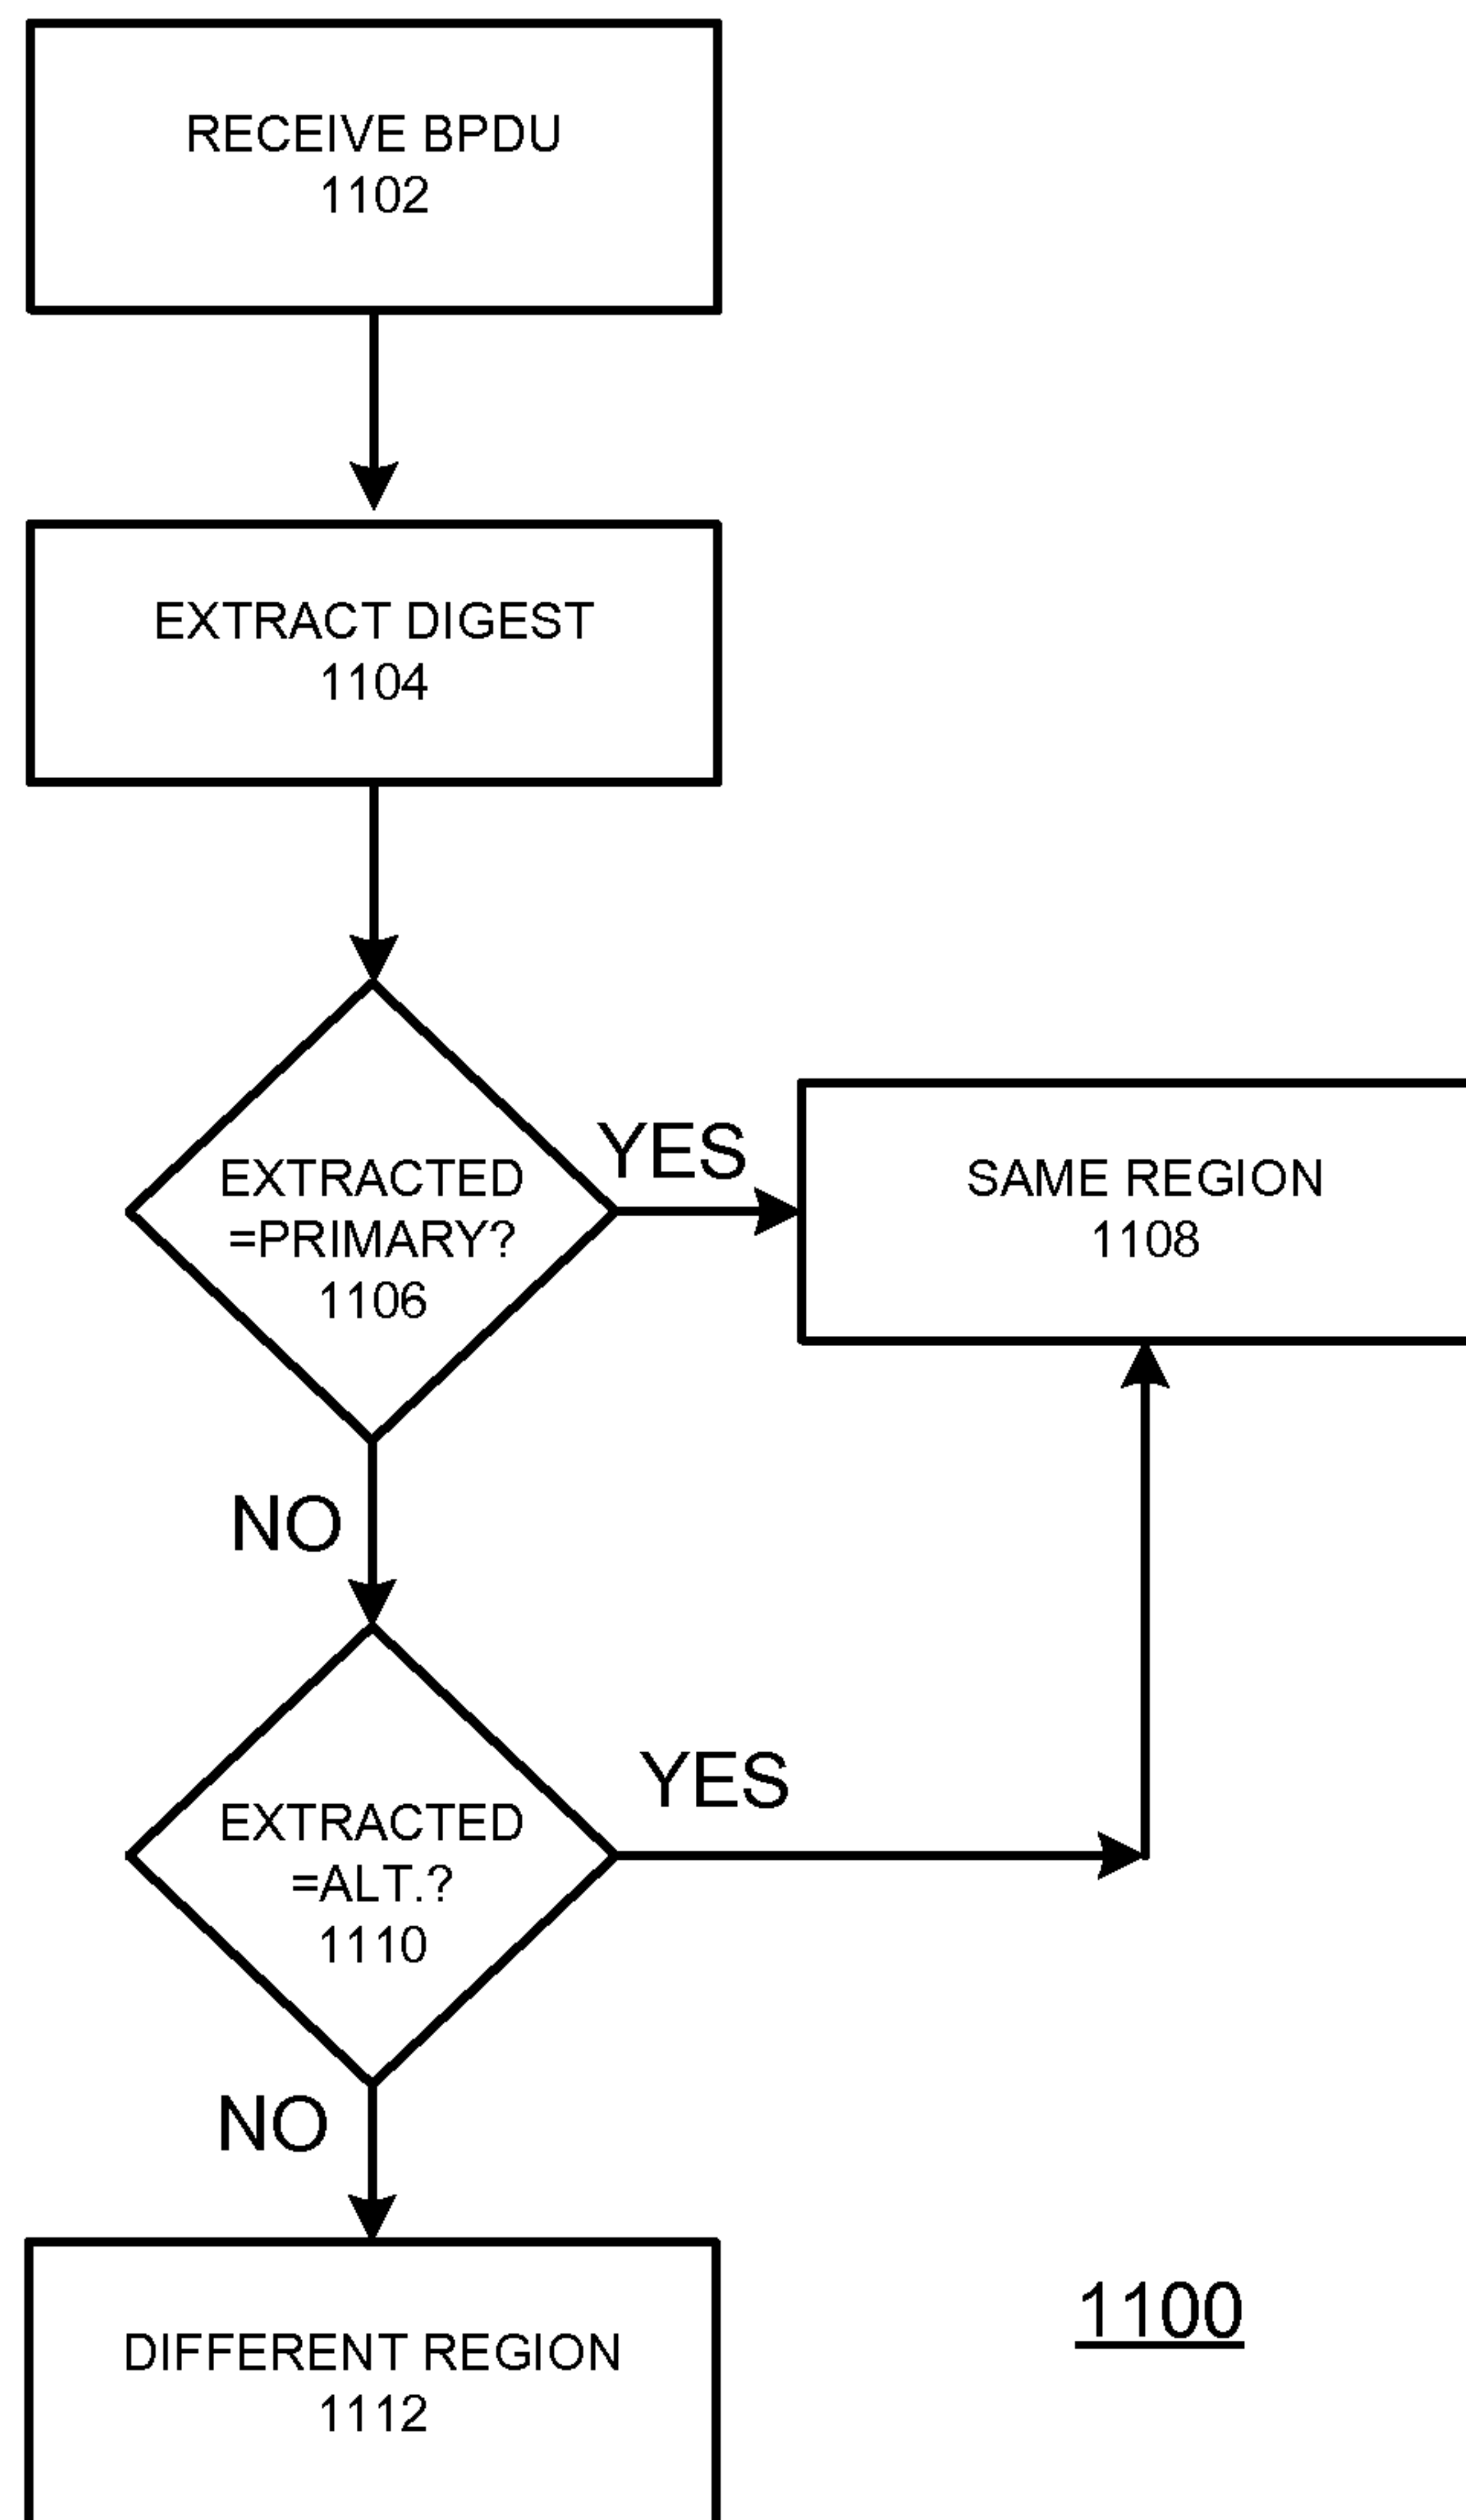 RECEIVE BPDU
1102
EXTRACT DIGEST
1104
EXTRACTED
=PRIMARY?
1106
YES
SAME REGION
1108
NO
EXTRACTED
=ALT.?
1110
YES
NO
DIFFERENT REGION
1112
1100